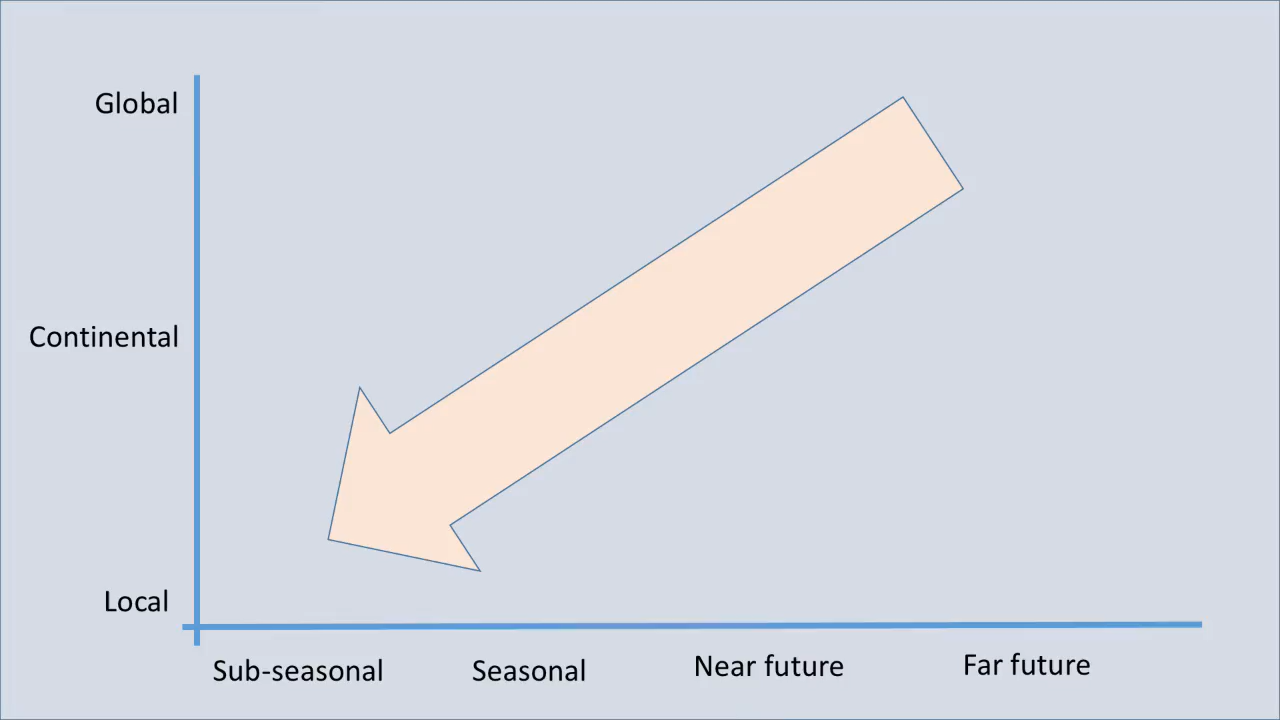 Global
Continental
Local
Sub-seasonal
Seasonal
Near future
Far future